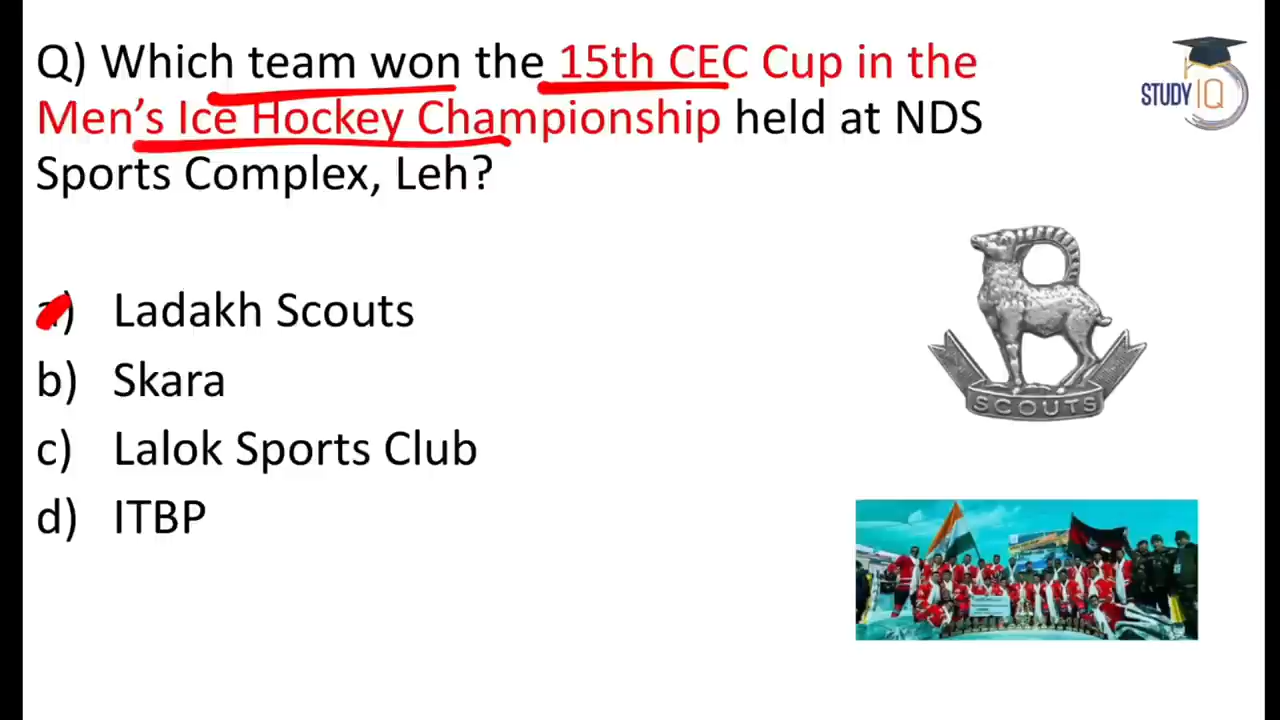 Q) Which team won the 15th CEC Cup in the
Men's Ice Hockey Championship held at NDS
Sports Complex, Leh?
STUDY IQ
a) Ladakh Scouts
b) Skara
c) Lalok Sports Club
d) ITBP
SCOUTS